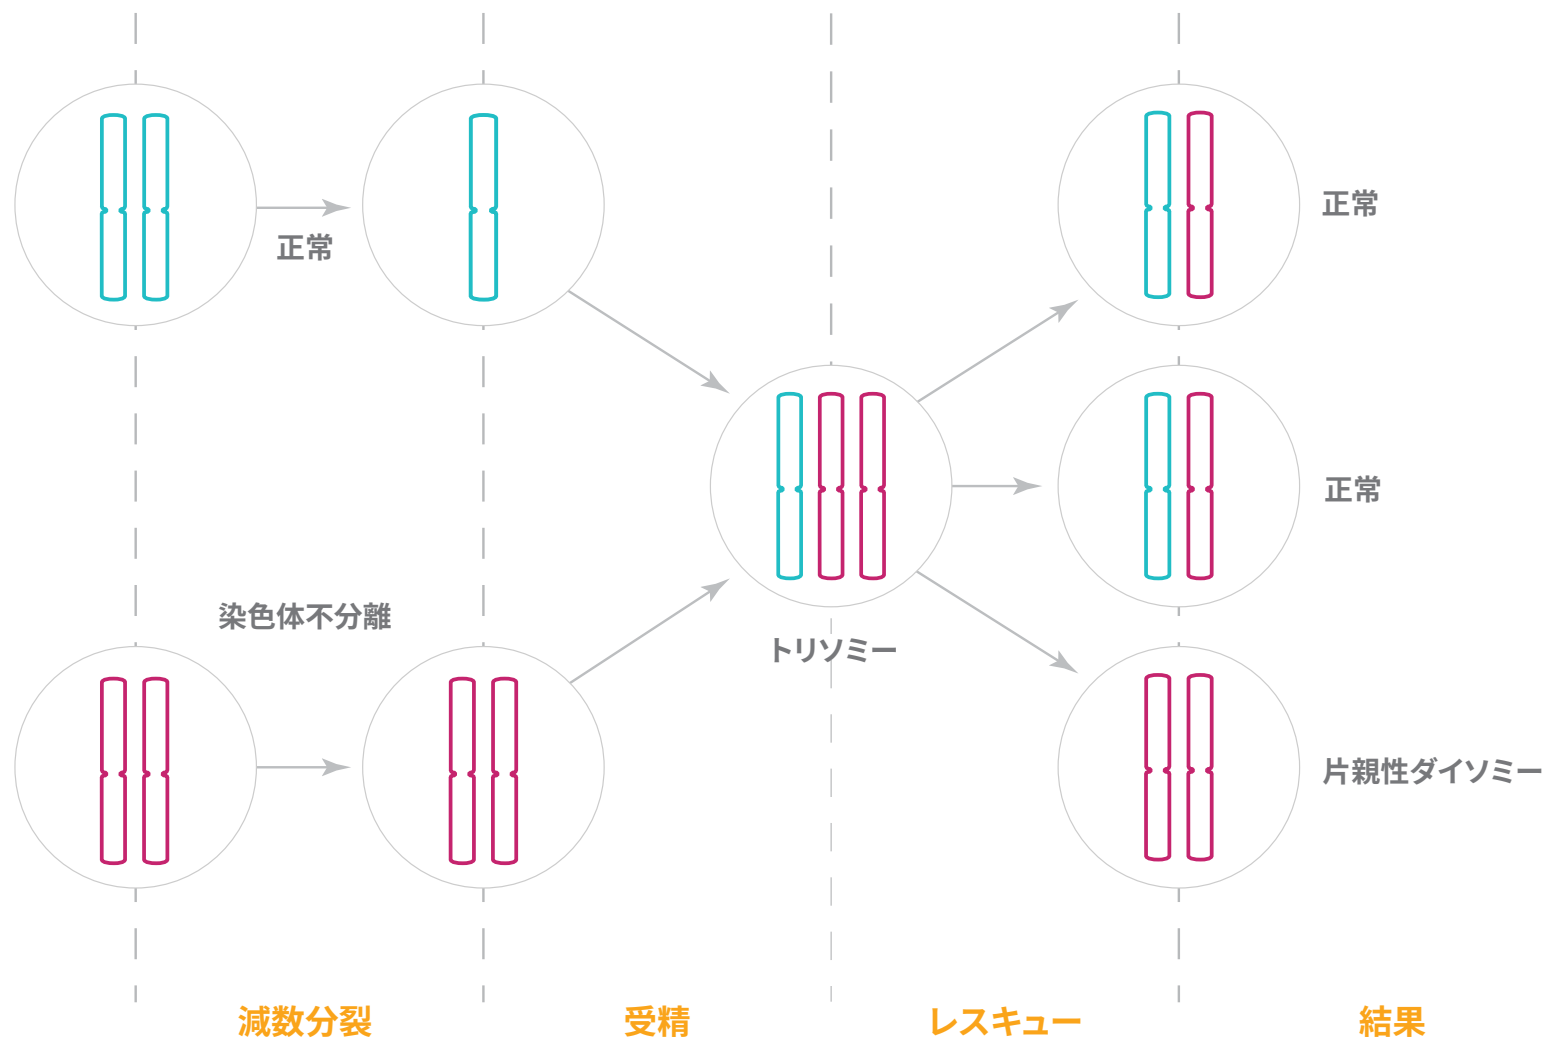 正常
正常
正常
染色体不分離
トリソミー
片親性ダイソミー
減数分裂
受精
レスキュー
結果